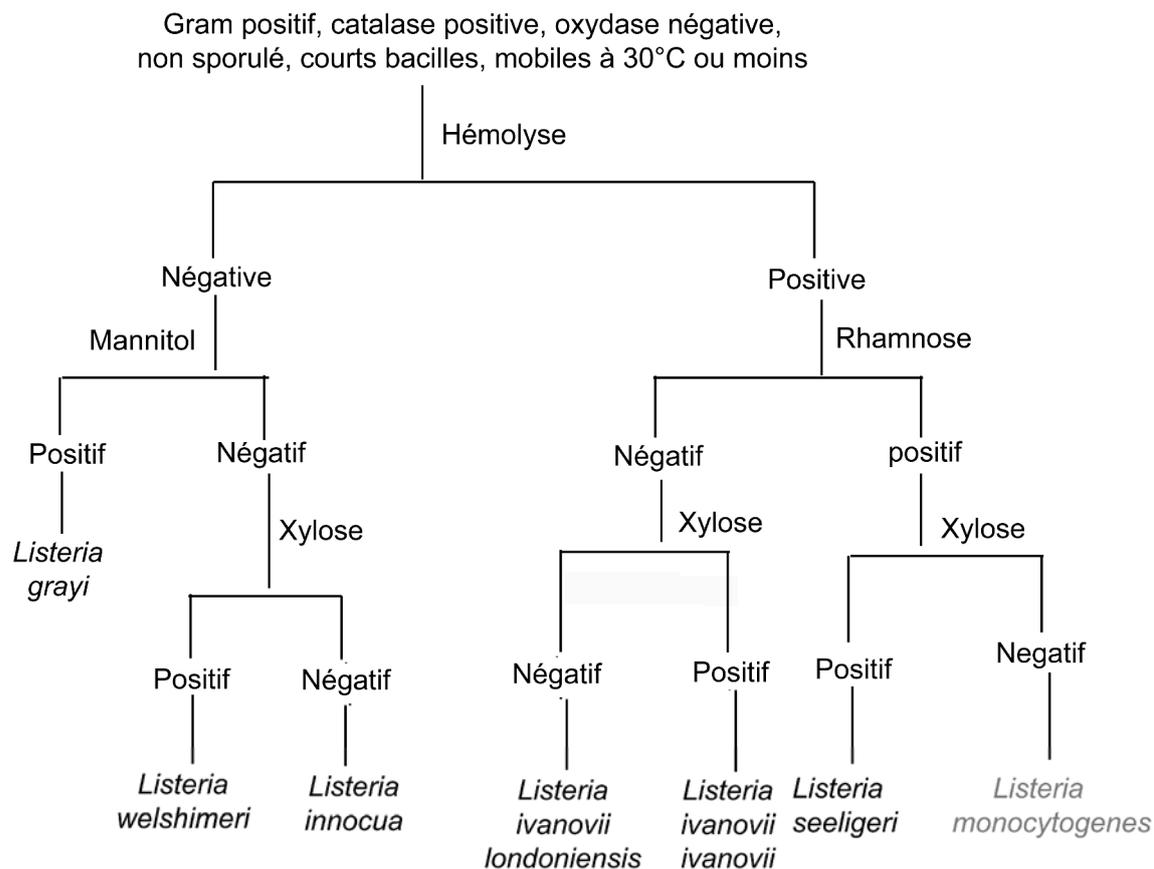 Gram positif, catalase positive, oxydase négative,
non sporulé, courts bacilles, mobiles à 30°C ou moins
Hémolyse
Négative
Positive
Mannitol
Rhamnose
Positif
Négatif
Négatif
positif
Xylose
Xylose
Xylose
Listeria
grayi
Positif
Négatif
Négatif
Positif
Positif
Negatif
Listeria
welshimeri
Listeria
innocua
Listeria
ivanovii
londoniensis
Listeria
ivanovii
ivanovii
Listeria
seeligeri
Listeria
monocytogenes